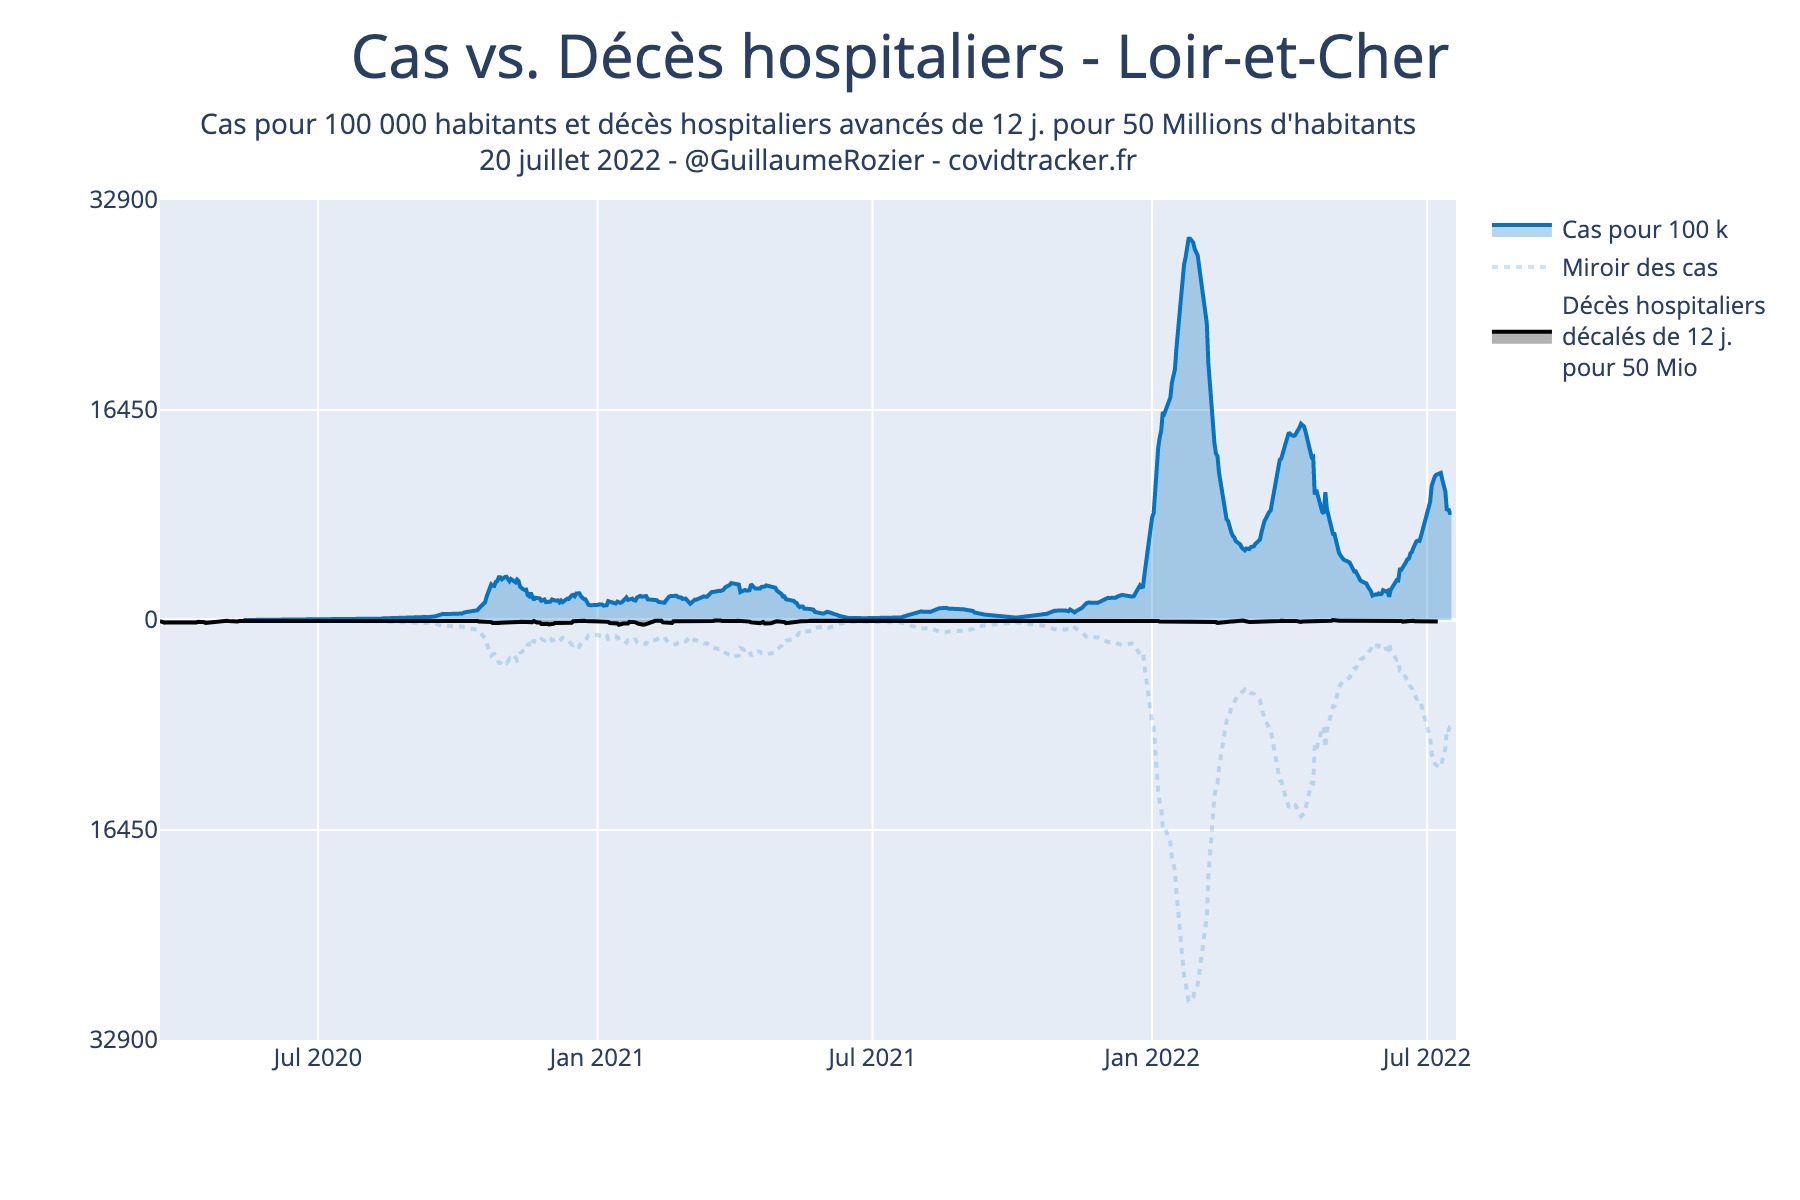 Cas vs. Décès hospitaliers - Loir-et-Cher
Cas pour 100 000 habitants et décès hospitaliers avancés de 12 j. pour 50 Millions d'habitants
20 juillet 2022 - @GuillaumeRozier - covidtracker.fr
32900
16450
0
16450
32900
Jul 2020
Jan 2021
Jul 2021
Jan 2022
Jul 2022
Cas pour 100 k
Miroir des cas
Décès hospitaliers
décalés de 12 j.
pour 50 Mio